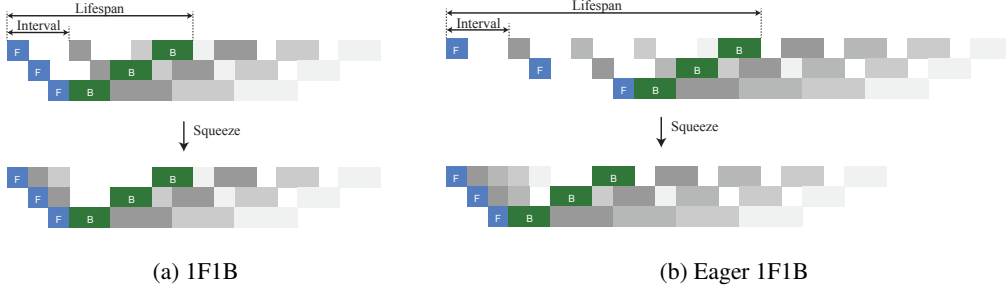 Lifespan
Interval
F B
F B
F B
Squeeze
F B
F B
F B
(a) 1F1B
Lifespan
Interval
F B
F B
F B
Squeeze
F B
F B
F B
(b) Eager 1F1B